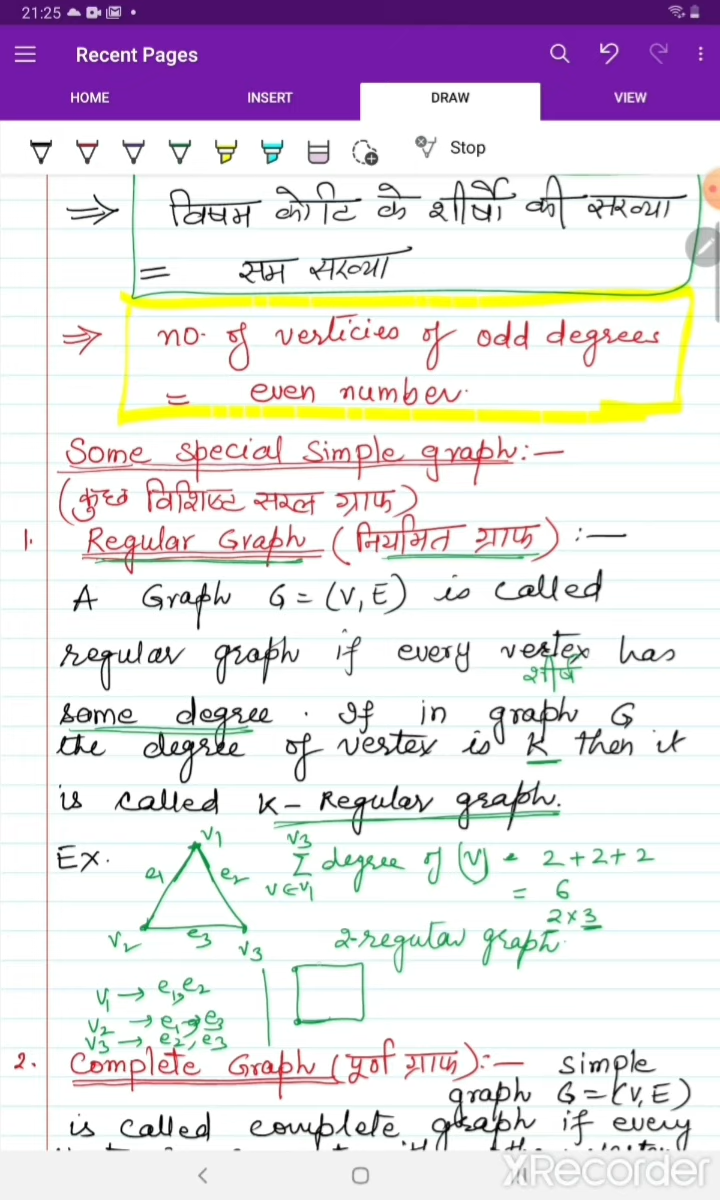 21:25
Recent Pages
HOME INSERT DRAW VIEW
Stop
⇒ विषम कोटि के शीर्षो की संख्या
= सम संख्या
⇒ no. of verticies of odd degrees
= even number.
Some special Simple graph:—
(कुछ विशिष्ट सरल ग्राफ)
1. Regular Graph (नियमित ग्राफ) :—
A Graph G = (V, E) is called
regular graph if every vertex has
शीर्ष
same degree. If in graph G
the degree of vertex is K then it
is called K- Regular graph.
Ex. v1 e1 e2 v2 e3 v3
v3
Σ degree of (v) = 2+2+2
v∈v1
= 6
2×3
2-regular graph.
v1 → e1, e2
v2 → e1, e3
v3 → e2, e3
2. Complete Graph (पूर्ण ग्राफ):— simple
graph G = (V, E)
is called complete graph if every
XRecorder